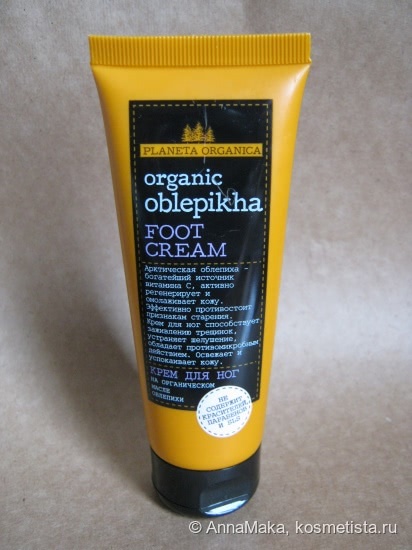 PLANETA ORGANICA
organic
oblepikha
FOOT
CREAM
Арктическая облепиха –
богатейший источник
витамина С, активно
регенерирует и
омолаживает кожу.
Эффективно противостоит
признакам старения.
Крем для ног способствует
заживлению трещинок,
устраняет шелушение,
обладает противомикробным
действием. Освежает и
успокаивает кожу.
КРЕМ ДЛЯ НОГ
НА ОРГАНИЧЕСКОМ
МАСЛЕ
ОБЛЕПИХИ
НЕ
СОДЕРЖИТ
КРАСИТЕЛЕЙ,
ПАРАБЕНОВ
И SLS
© AnnaMaka, kosmetista.ru